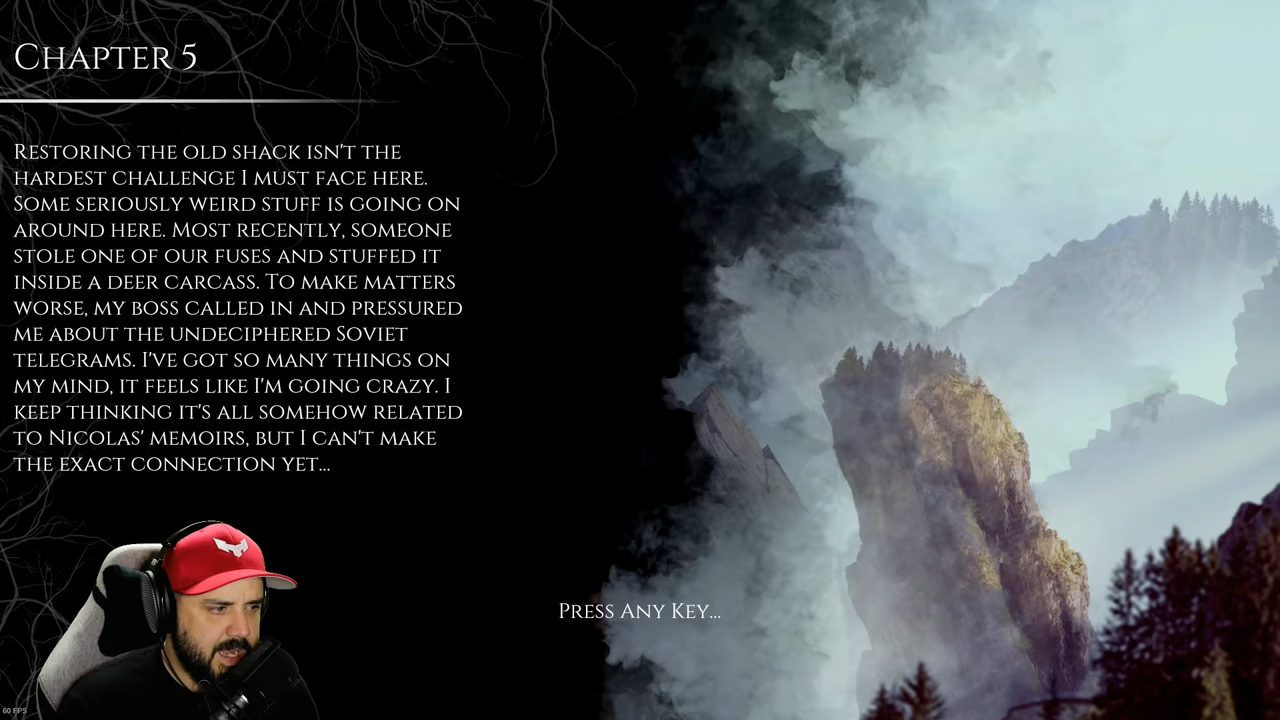 Chapter 5
Restoring the old shack isn't the
hardest challenge I must face here.
Some seriously weird stuff is going on
around here. Most recently, someone
stole one of our fuses and stuffed it
inside a deer carcass. To make matters
worse, my boss called in and pressured
me about the undeciphered Soviet
telegrams. I've got so many things on
my mind, it feels like I'm going crazy. I
keep thinking it's all somehow related
to Nicolas' memoirs, but I can't make
the exact connection yet...
Press Any Key...
60 FPS